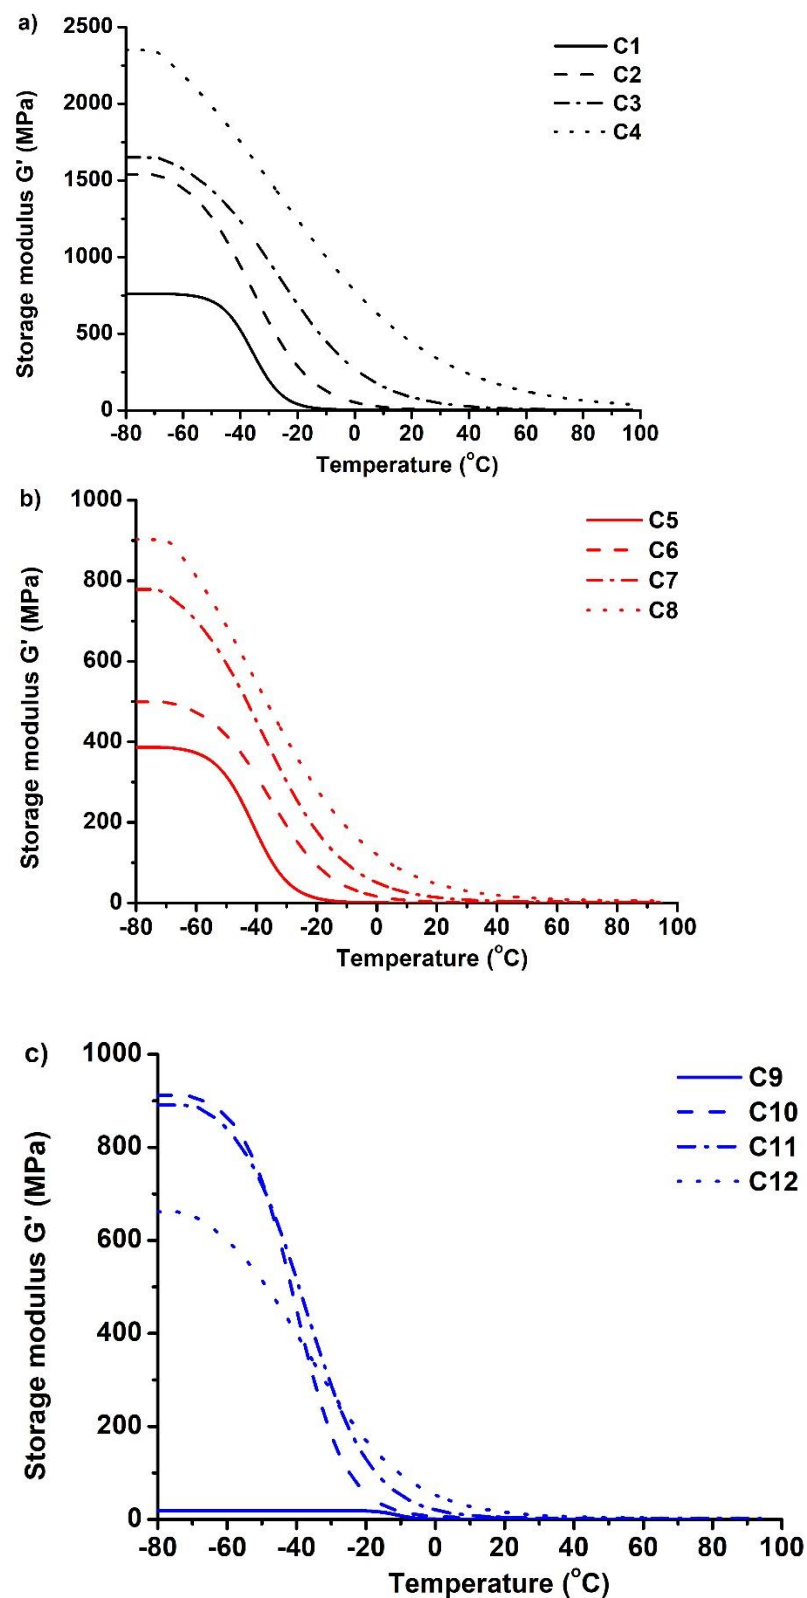 a)
Storage modulus G' (MPa)
2500
2000
1500
1000
500
0
-80 -60 -40 -20 0 20 40 60 80 100
Temperature (°C)
C1
C2
C3
C4
b)
Storage modulus G' (MPa)
1000
800
600
400
200
0
-80 -60 -40 -20 0 20 40 60 80 100
Temperature (°C)
C5
C6
C7
C8
c)
Storage modulus G' (MPa)
1000
800
600
400
200
0
-80 -60 -40 -20 0 20 40 60 80 100
Temperature (°C)
C9
C10
C11
C12